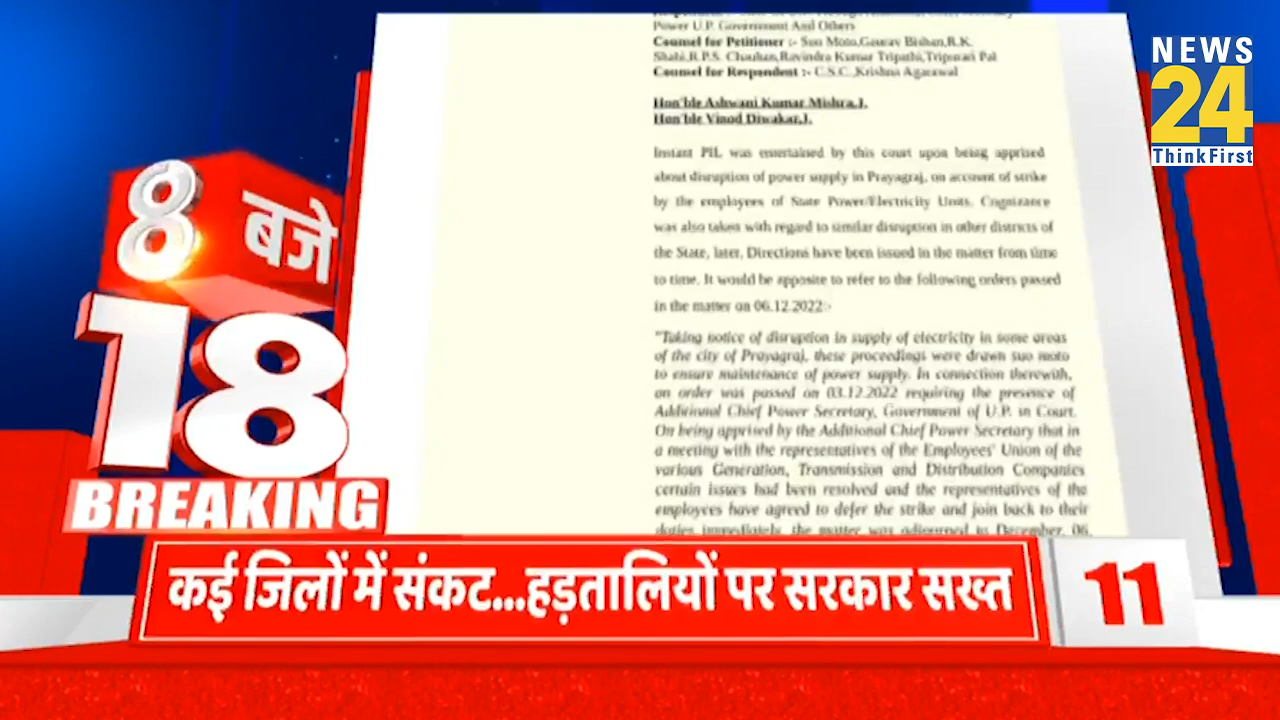 Power U.P. Government And Others
Counsel for Petitioner :- Suo Moto,Gaurav Bishan,R.K.
Shahi,R.P.S. Chauhan,Ravindra Kumar Tripathi,Tripurari Pal
Counsel for Respondent :- C.S.C.,Krishna Agarawal
Hon'ble Ashwani Kumar Mishra,J.
Hon'ble Vinod Diwakar,J.
Instant PIL was entertained by this court upon being apprised
about disruption of power supply in Prayagraj, on account of strike
by the employees of State Power/Electricity Units. Cognizance
was also taken with regard to similar disruption in other districts of
the State, later. Directions have been issued in the matter from time
to time. It would be apposite to refer to the following orders passed
in the matter on 06.12.2022:-
"Taking notice of disruption in supply of electricity in some areas
of the city of Prayagraj, these proceedings were drawn suo moto
to ensure maintenance of power supply. In connection therewith,
an order was passed on 03.12.2022 requiring the presence of
Additional Chief Power Secretary, Government of U.P. in Court.
On being apprised by the Additional Chief Power Secretary that in
a meeting with the representatives of the Employees' Union of the
various Generation, Transmission and Distribution Companies
certain issues had been resolved and the representatives of the
employees have agreed to defer the strike and join back to their
duties immediately, the matter was adjourned to December, 06,
NEWS
24
ThinkFirst
8 बजे
18
BREAKING
कई जिलों में संकट...हड़तालियों पर सरकार सख्त
11